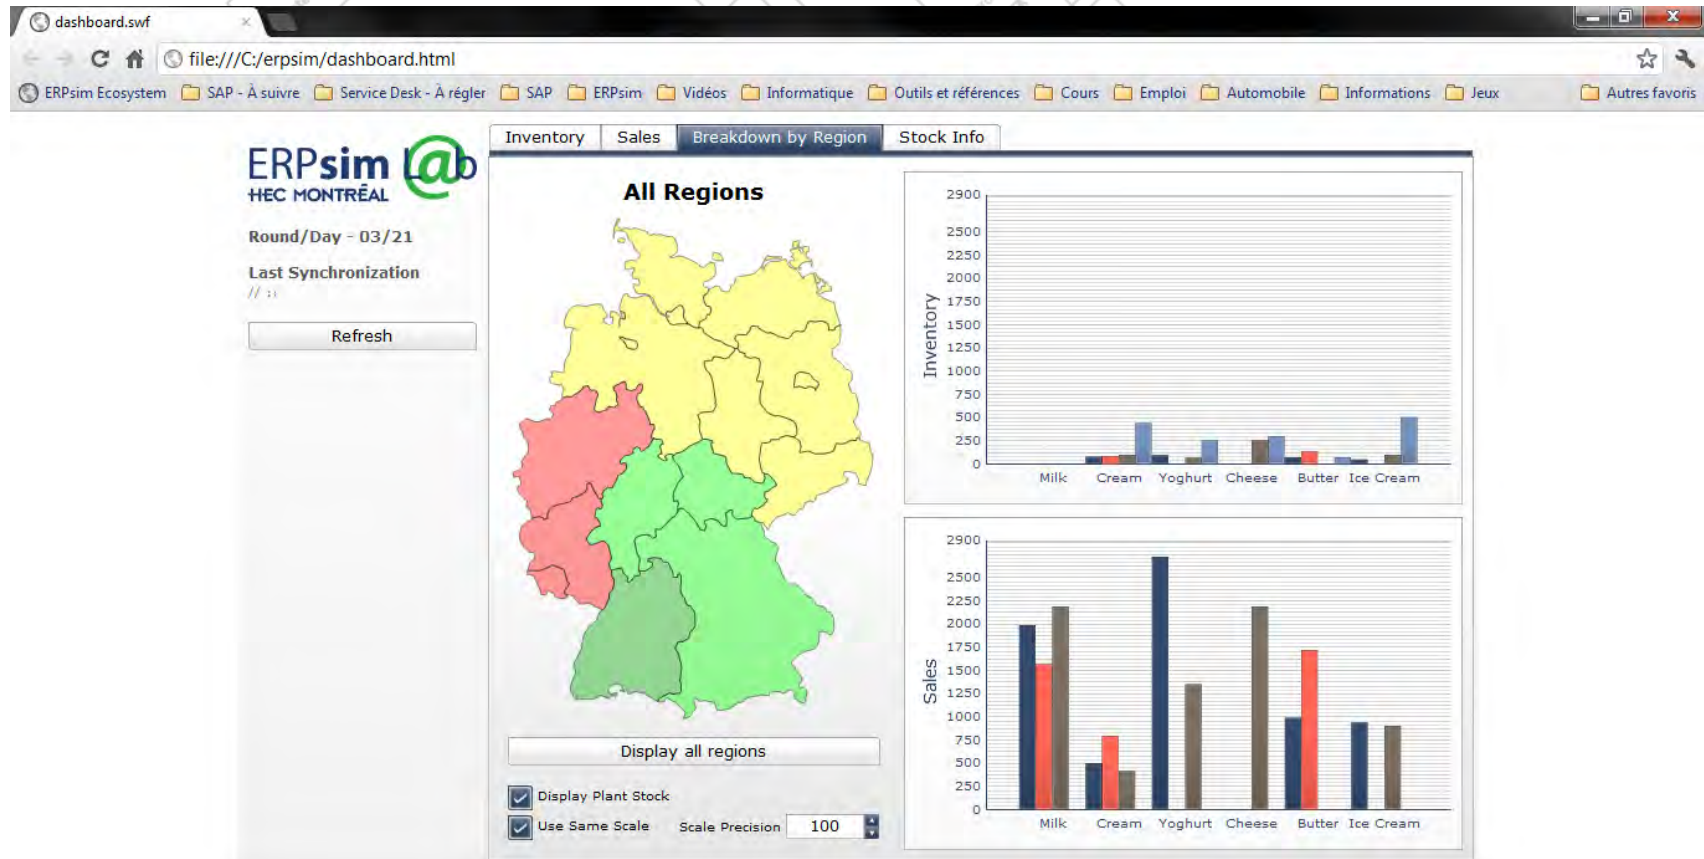 dashboard.swf
file:///C:/erpsim/dashboard.html
ERPsim Ecosystem SAP - À suivre Service Desk - À régler SAP ERPsim Vidéos Informatique Outils et références Cours Emploi Automobile Informations Jeux Autres favoris
ERPsim L@b
HEC MONTRÉAL
Round/Day - 03/21
Last Synchronization
// ::
Refresh
Inventory Sales Breakdown by Region Stock Info
All Regions
Display all regions
Display Plant Stock
Use Same Scale Scale Precision 100
Inventory
2900
2500
2250
2000
1750
1500
1250
1000
750
500
250
0
Milk Cream Yoghurt Cheese Butter Ice Cream
Sales
2900
2500
2250
2000
1750
1500
1250
1000
750
500
250
0
Milk Cream Yoghurt Cheese Butter Ice Cream